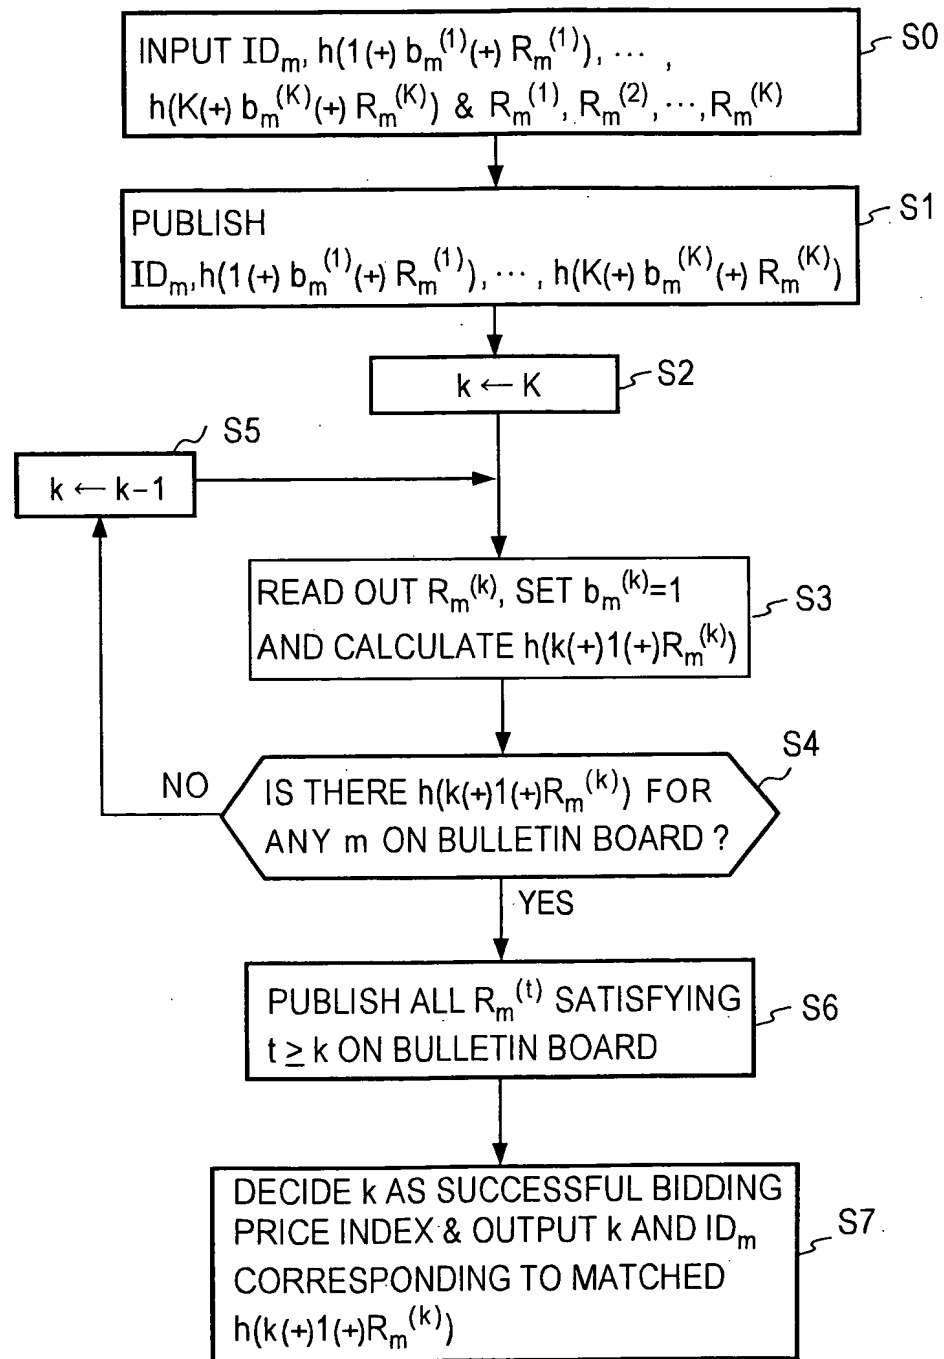 INPUT IDₘ, h(1(+) bₘ⁽¹⁾(+) Rₘ⁽¹⁾), ⋯ ,
h(K(+) bₘ⁽ᴷ⁾(+) Rₘ⁽ᴷ⁾) & Rₘ⁽¹⁾, Rₘ⁽²⁾, ⋯, Rₘ⁽ᴷ⁾
S0
PUBLISH
IDₘ, h(1(+) bₘ⁽¹⁾(+) Rₘ⁽¹⁾), ⋯, h(K(+) bₘ⁽ᴷ⁾(+) Rₘ⁽ᴷ⁾)
S1
k ← K
S2
S5
k ← k−1
READ OUT Rₘ⁽ᵏ⁾, SET bₘ⁽ᵏ⁾=1
AND CALCULATE h(k(+)1(+)Rₘ⁽ᵏ⁾)
S3
S4
NO
IS THERE h(k(+)1(+)Rₘ⁽ᵏ⁾) FOR
ANY m ON BULLETIN BOARD ?
YES
PUBLISH ALL Rₘ⁽ᵗ⁾ SATISFYING
t ≥ k ON BULLETIN BOARD
S6
DECIDE k AS SUCCESSFUL BIDDING
PRICE INDEX & OUTPUT k AND IDₘ
CORRESPONDING TO MATCHED
h(k(+)1(+)Rₘ⁽ᵏ⁾)
S7